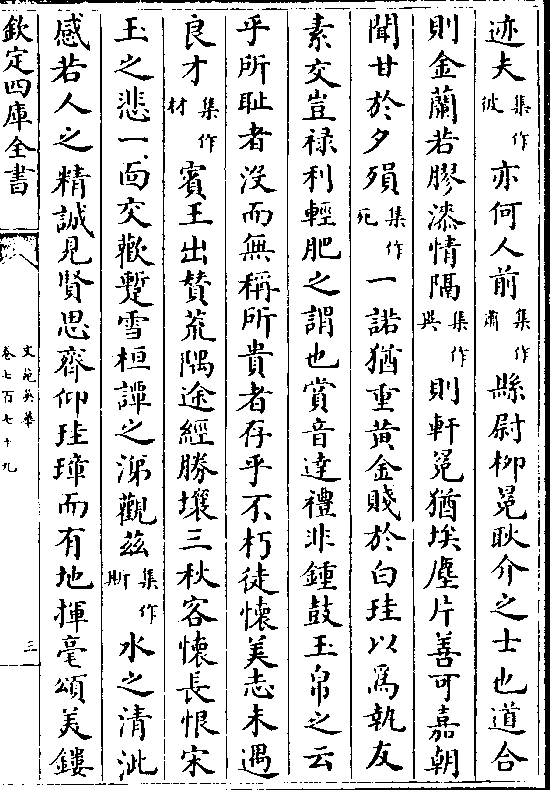 迹夫集作彼亦何人前集作肅縣尉柳冕耿介之士也道合
則金蘭若膠漆情隔集作異則軒冕猶埃塵片善可嘉朝
聞甘於夕殞集作死一諾猶重黃金賤於白珪以為執友
素交豈祿利輕肥之謂也賞音達禮非鍾鼓玉帛之云
乎所耻者沒而無稱所貴者存乎不朽徒懷美志未遇
良才集作材賓王出贊荒隅途經勝壤三秋客懷長恨宋
玉之悲一面交歡蹔雪桓譚之涕觀兹集作斯水之清泚
感若人之精誠見賢思齊仰珪璋而有地揮毫頌美鏤
欽定四庫全書
文苑英華
卷七百七十九
三